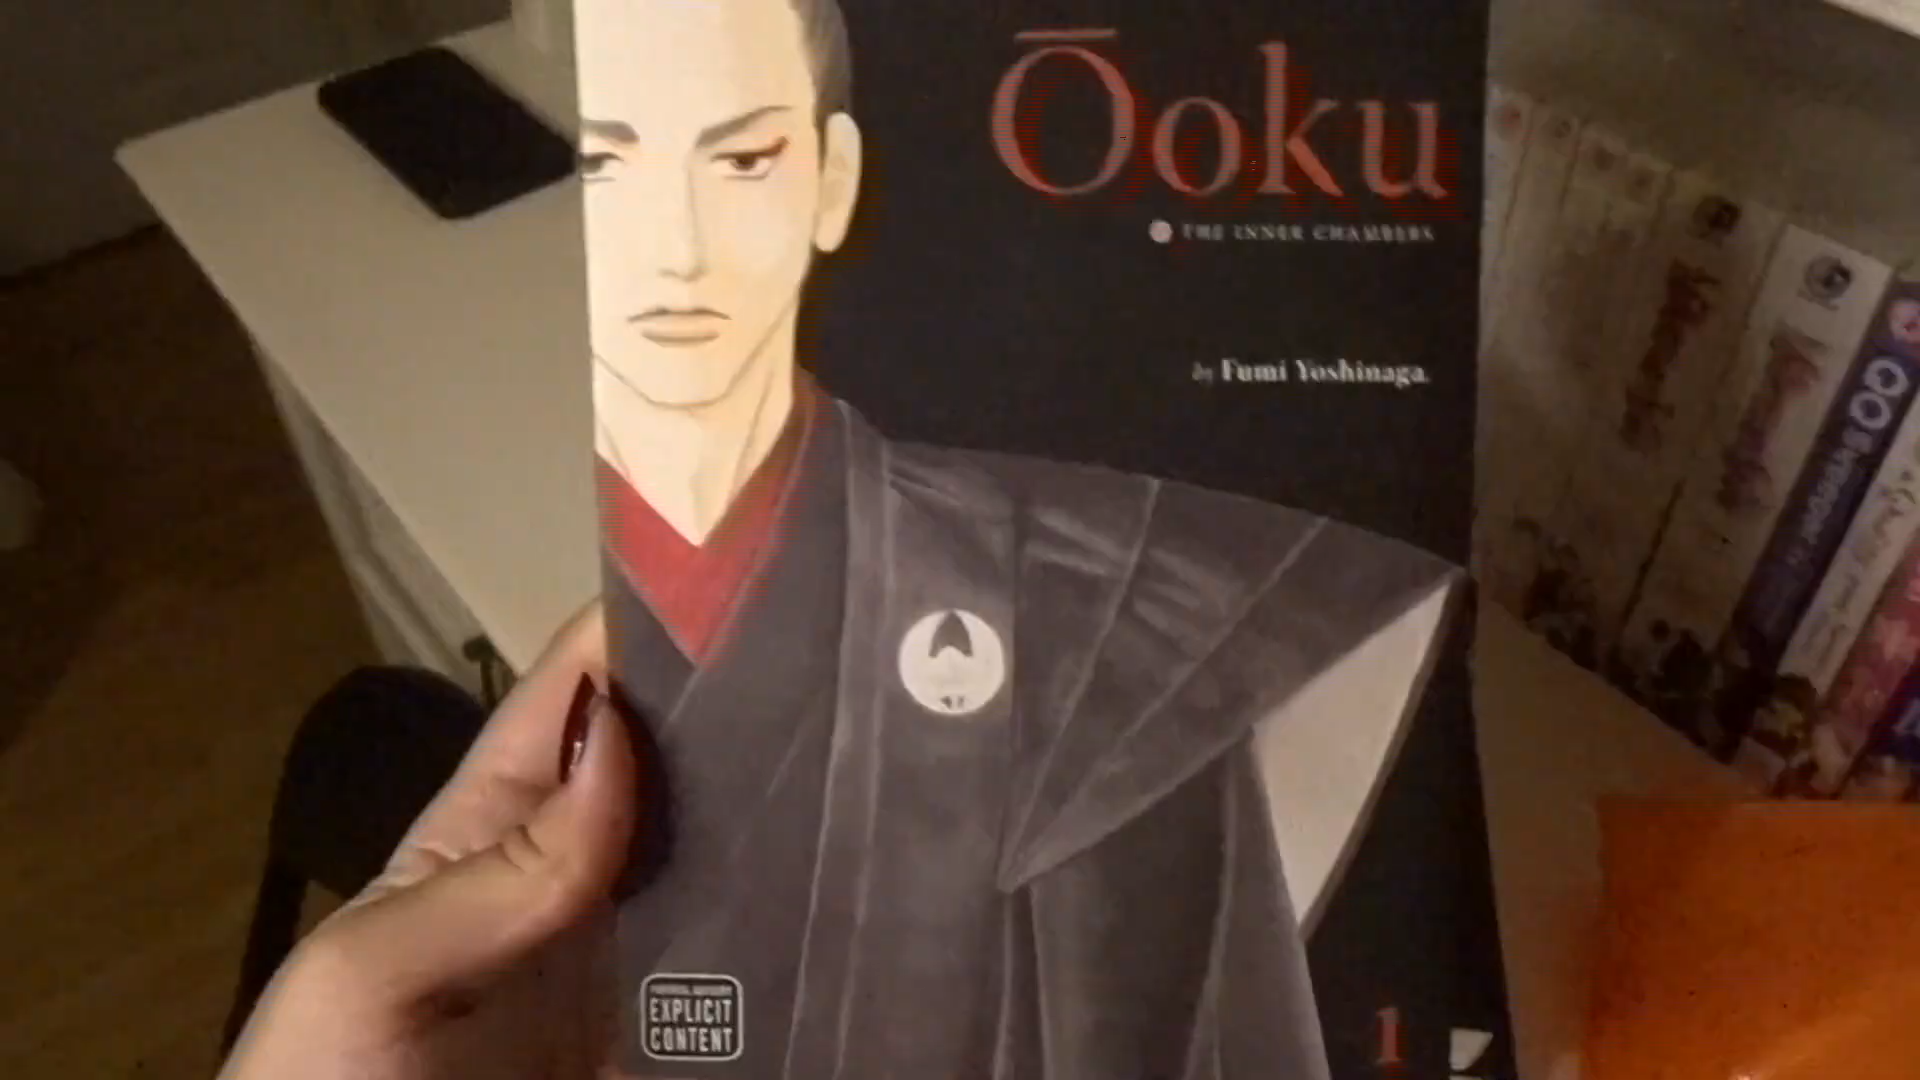 Ōoku
THE INNER CHAMBERS
by Fumi Yoshinaga
EXPLICIT
CONTENT
1